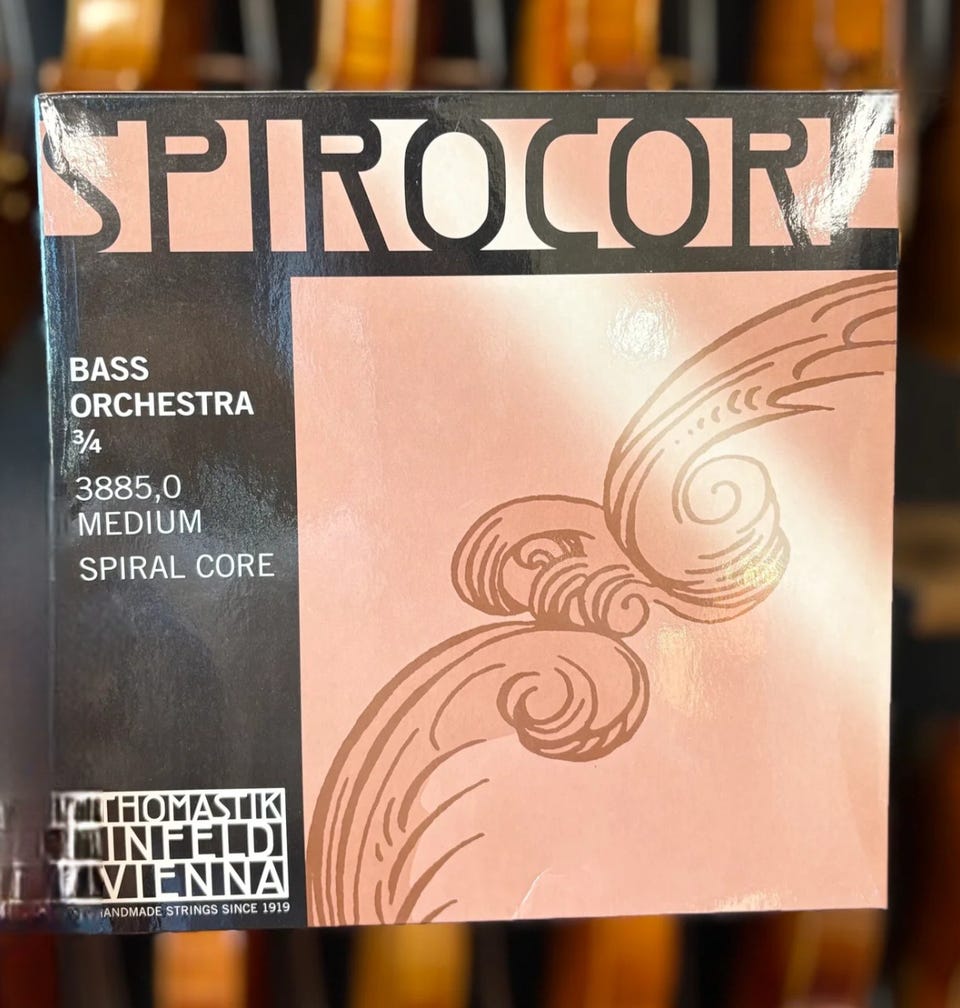 SPIROCORE
BASS
ORCHESTRA
¾
3885,0
MEDIUM
SPIRAL CORE
THOMASTIK
INFELD
VIENNA
HANDMADE STRINGS SINCE 1919